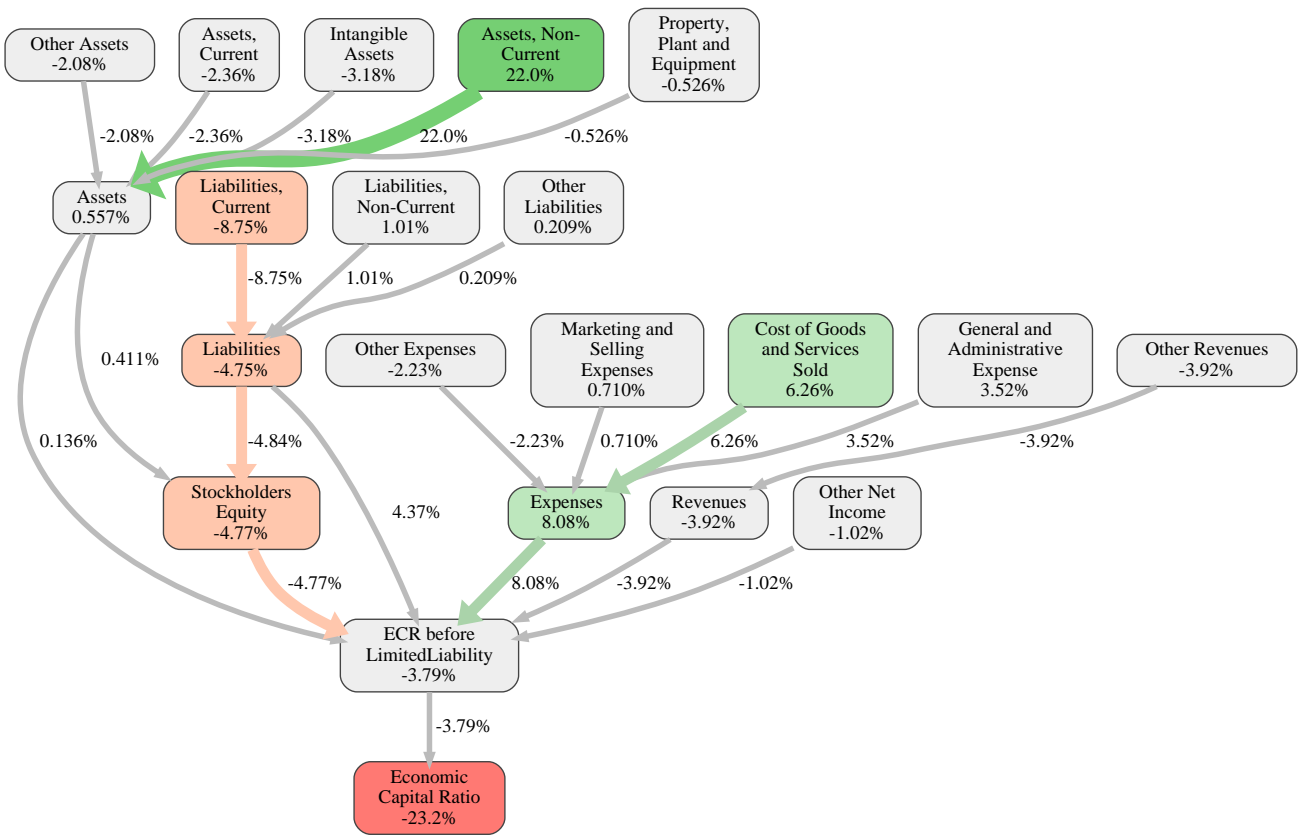 Other Assets
-2.08%
Assets,
Current
-2.36%
Intangible
Assets
-3.18%
Assets, Non-
Current
22.0%
Property,
Plant and
Equipment
-0.526%
-2.08%
-2.36%
-3.18%
22.0%
-0.526%
Assets
0.557%
Liabilities,
Current
-8.75%
Liabilities,
Non-Current
1.01%
Other
Liabilities
0.209%
-8.75%
1.01%
0.209%
0.411%
Liabilities
-4.75%
Other Expenses
-2.23%
Marketing and
Selling
Expenses
0.710%
Cost of Goods
and Services
Sold
6.26%
General and
Administrative
Expense
3.52%
Other Revenues
-3.92%
0.136%
-4.84%
-2.23%
0.710%
6.26%
3.52%
-3.92%
Stockholders
Equity
-4.77%
4.37%
Expenses
8.08%
Revenues
-3.92%
Other Net
Income
-1.02%
-4.77%
8.08%
-3.92%
-1.02%
ECR before
LimitedLiability
-3.79%
-3.79%
Economic
Capital Ratio
-23.2%